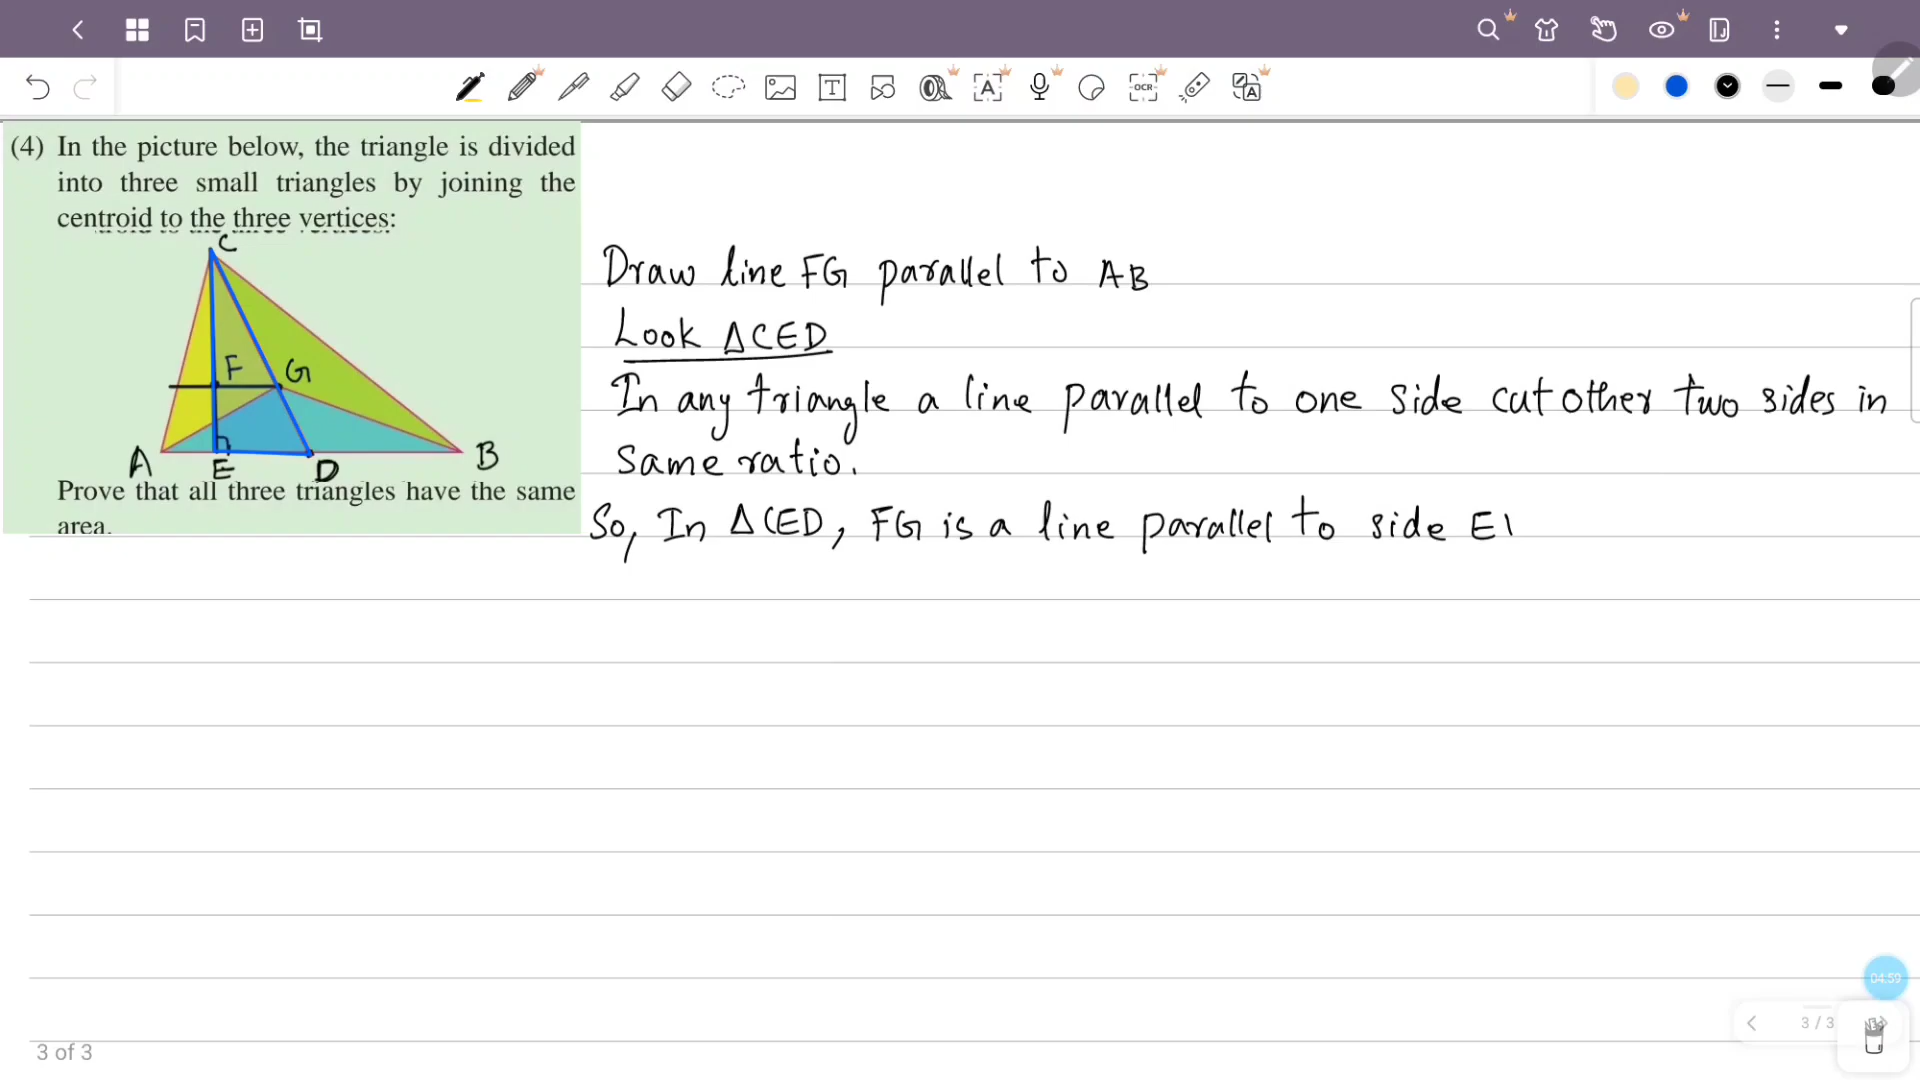 (4) In the picture below, the triangle is divided
into three small triangles by joining the
centroid to the three vertices:
C
F G
A E D B
Prove that all three triangles have the same
area.
Draw line FG parallel to AB
Look ΔCED
In any triangle a line parallel to one side cut other two sides in
same ratio.
So, In ΔCED, FG is a line parallel to side E
04:59
3 / 3
3 of 3